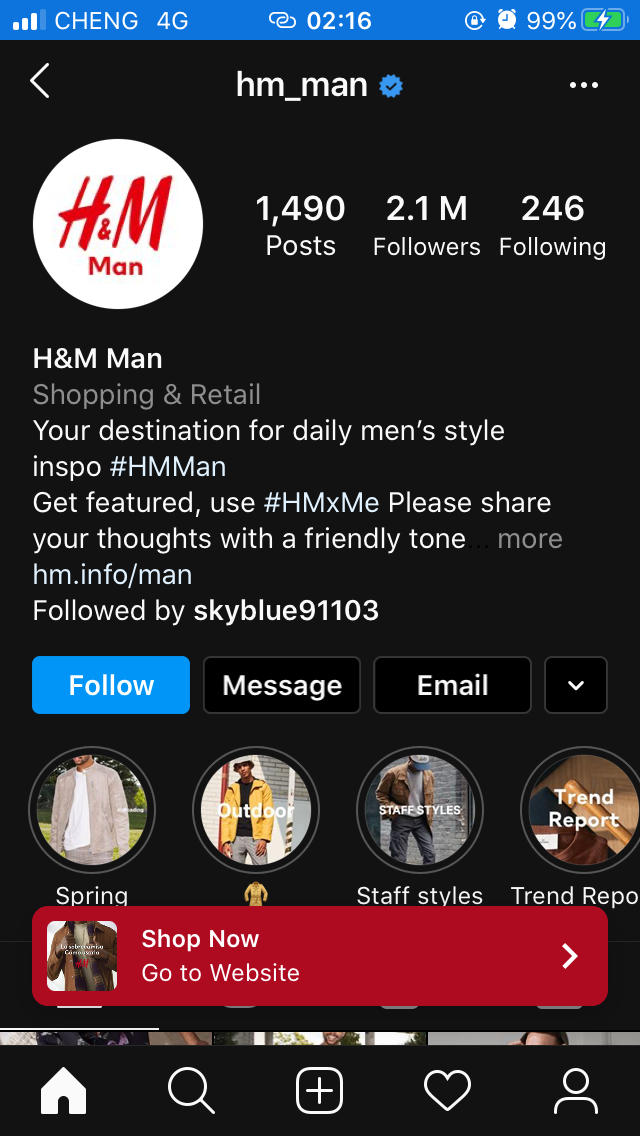 CHENG 4G 02:16 99%
hm_man
H&M
Man
1,490 2.1 M 246
Posts Followers Following
H&M Man
Shopping & Retail
Your destination for daily men’s style
inspo #HMMan
Get featured, use #HMxMe Please share
your thoughts with a friendly tone... more
hm.info/man
Followed by skyblue91103
Follow Message Email
Outdoor STAFF STYLES Trend
Report
Spring Staff styles Trend Repo
Shop Now
Go to Website